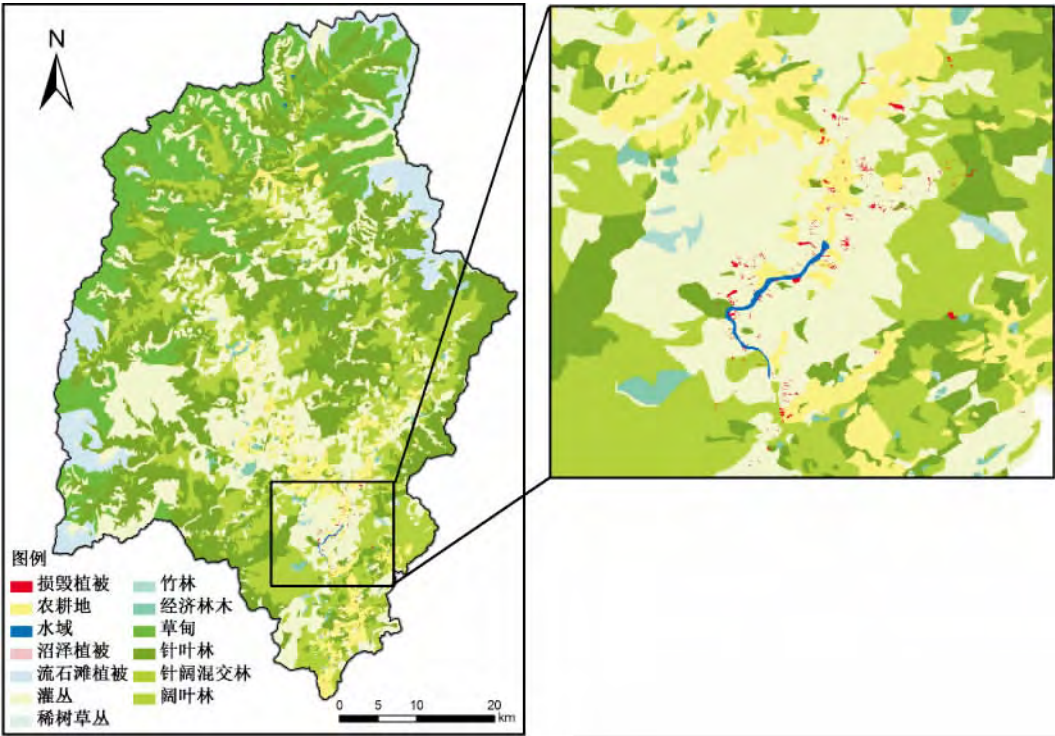 N
图例
损毁植被
农耕地
水域
沼泽植被
流石滩植被
灌丛
稀树草丛
竹林
经济林木
草甸
针叶林
针阔混交林
阔叶林
0 5 10 20
km